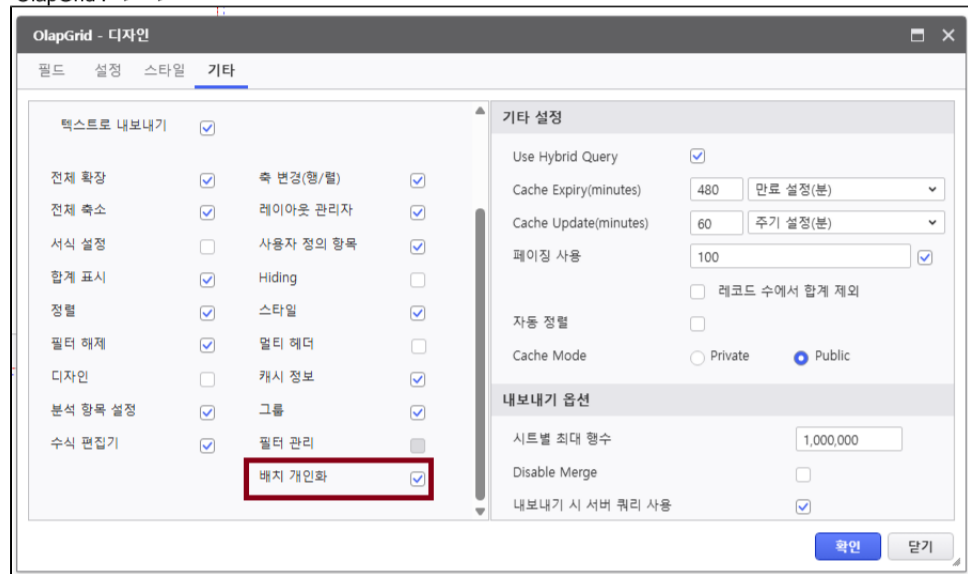 OlapGrid - 디자인
필드 설정 스타일 기타
텍스트로 내보내기
전체 확장 축 변경(행/렬)
전체 축소 레이아웃 관리자
서식 설정 사용자 정의 항목
합계 표시 Hiding
정렬 스타일
필터 해제 멀티 헤더
디자인 캐시 정보
분석 항목 설정 그룹
수식 편집기 필터 관리
배치 개인화
기타 설정
Use Hybrid Query
Cache Expiry(minutes) 480 만료 설정(분)
Cache Update(minutes) 60 주기 설정(분)
페이징 사용 100
레코드 수에서 합계 제외
자동 정렬
Cache Mode Private Public
내보내기 옵션
시트별 최대 행수 1,000,000
Disable Merge
내보내기 시 서버 쿼리 사용
확인 닫기